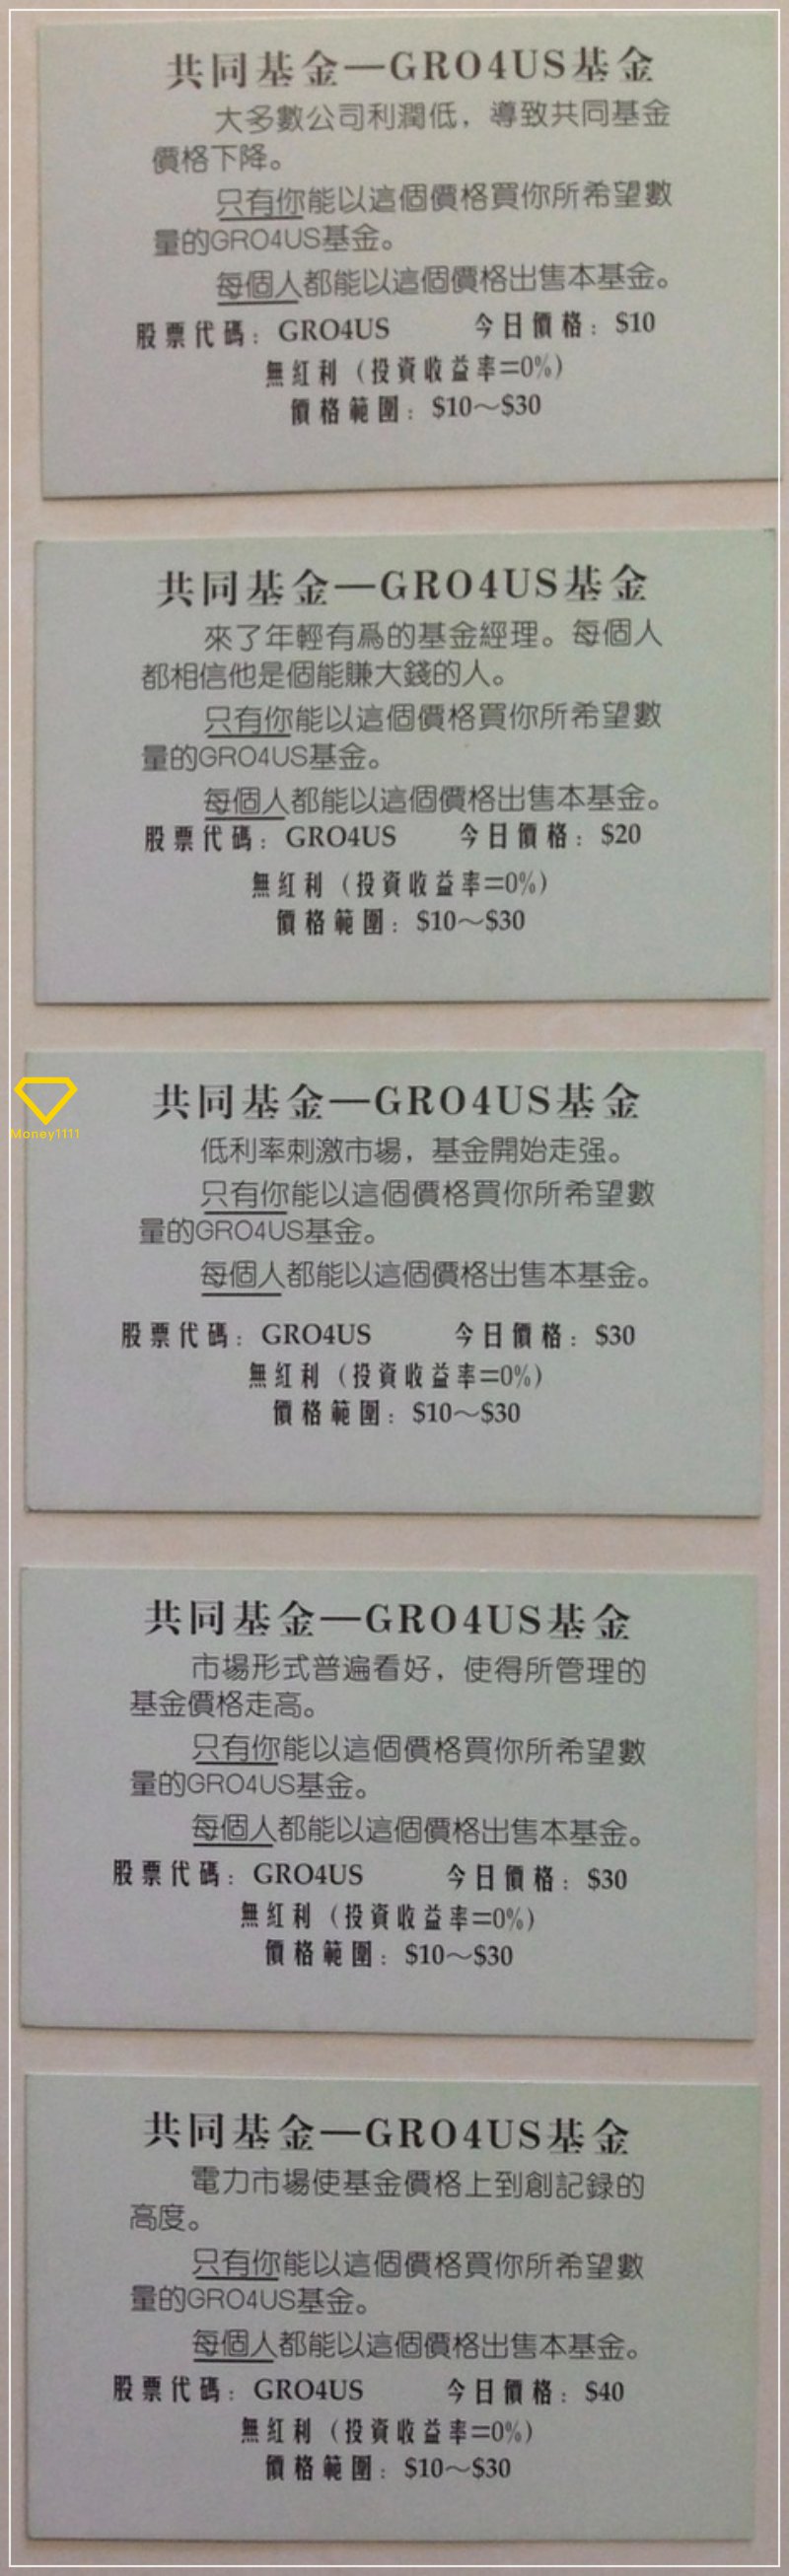 共同基金—GRO4US基金
大多數公司利潤低，導致共同基金
價格下降。
只有你能以這個價格買你所希望數
量的GRO4US基金。
每個人都能以這個價格出售本基金。
股票代碼：GRO4US 今日價格：$10
無紅利（投資收益率=0%）
價格範圍：$10～$30
共同基金—GRO4US基金
來了年輕有爲的基金經理。每個人
都相信他是個能賺大錢的人。
只有你能以這個價格買你所希望數
量的GRO4US基金。
每個人都能以這個價格出售本基金。
股票代碼：GRO4US 今日價格：$20
無紅利（投資收益率=0%）
價格範圍：$10～$30
Money1111
共同基金—GRO4US基金
低利率刺激市場，基金開始走强。
只有你能以這個價格買你所希望數
量的GRO4US基金。
每個人都能以這個價格出售本基金。
股票代碼：GRO4US 今日價格：$30
無紅利（投資收益率=0%）
價格範圍：$10～$30
共同基金—GRO4US基金
市場形式普遍看好，使得所管理的
基金價格走高。
只有你能以這個價格買你所希望數
量的GRO4US基金。
每個人都能以這個價格出售本基金。
股票代碼：GRO4US 今日價格：$30
無紅利（投資收益率=0%）
價格範圍：$10～$30
共同基金—GRO4US基金
電力市場使基金價格上到創記録的
高度。
只有你能以這個價格買你所希望數
量的GRO4US基金。
每個人都能以這個價格出售本基金。
股票代碼：GRO4US 今日價格：$40
無紅利（投資收益率=0%）
價格範圍：$10～$30